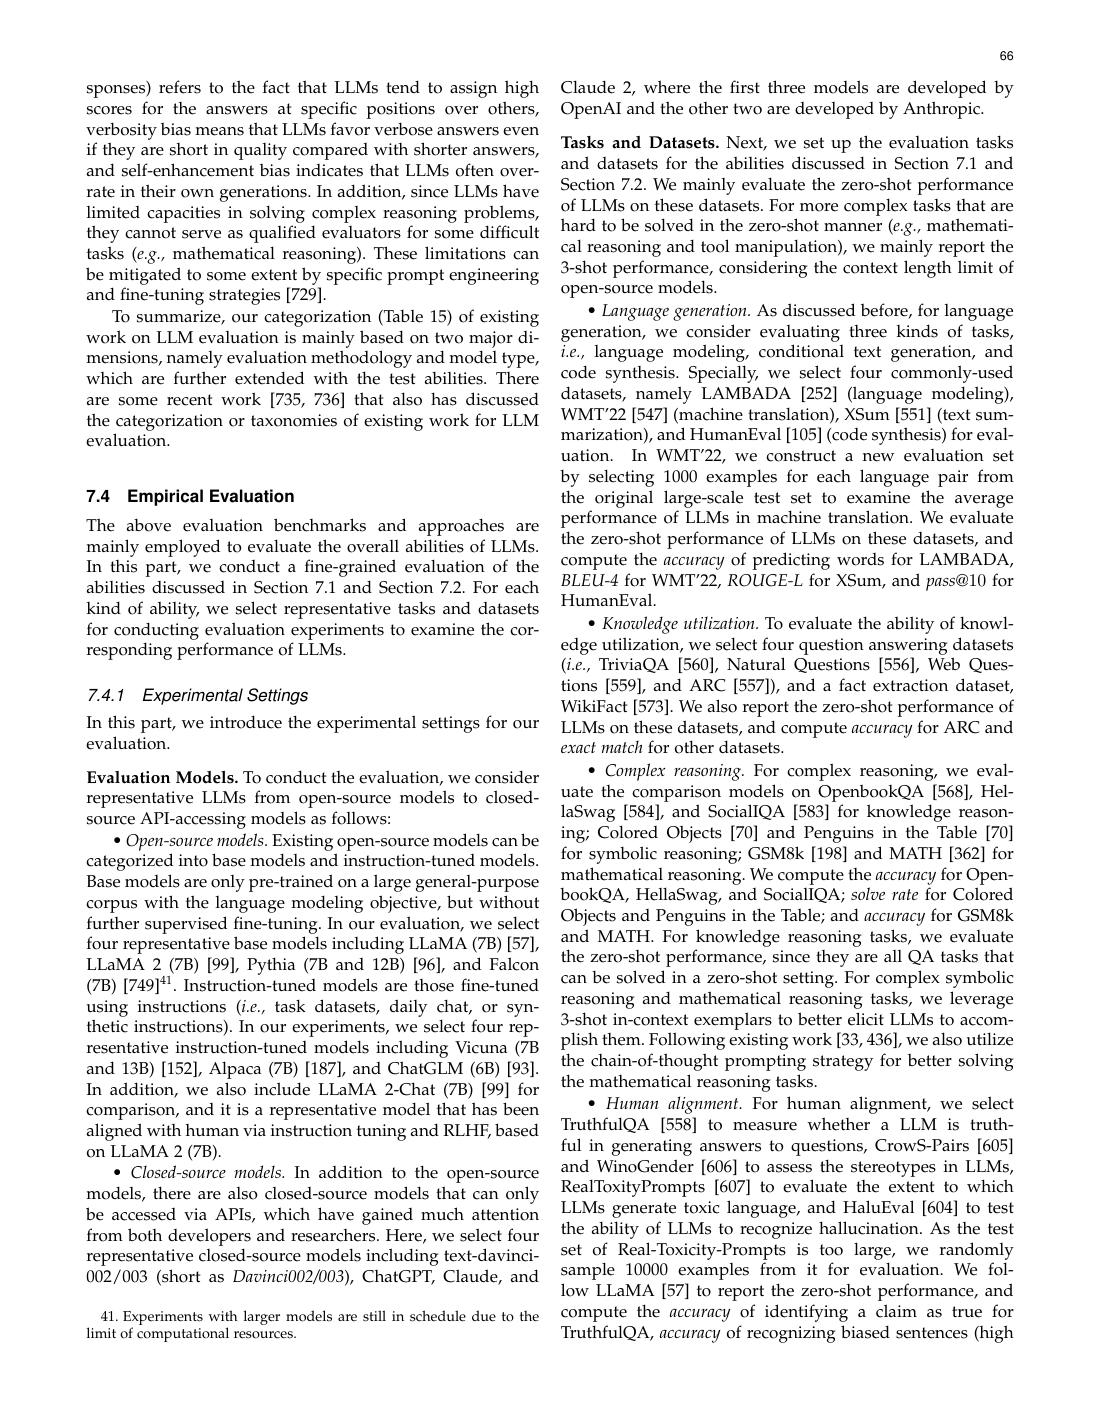 66
sponses) refers to the fact that LLMs tend to assign high
scores for the answers at specific positions over others,
verbosity bias means that LLMs favor verbose answers even
if they are short in quality compared with shorter answers,
and self-enhancement bias indicates that LLMs often over-
rate in their own generations. In addition, since LLMs have
limited capacities in solving complex reasoning problems,
they cannot serve as qualified evaluators for some difficult
tasks (e.g., mathematical reasoning). These limitations can
be mitigated to some extent by specific prompt engineering
and fine-tuning strategies [729].
To summarize, our categorization (Table 15) of existing
work on LLM evaluation is mainly based on two major di-
mensions, namely evaluation methodology and model type,
which are further extended with the test abilities. There
are some recent work [735, 736] that also has discussed
the categorization or taxonomies of existing work for LLM
evaluation.
7.4 Empirical Evaluation
The above evaluation benchmarks and approaches are
mainly employed to evaluate the overall abilities of LLMs.
In this part, we conduct a fine-grained evaluation of the
abilities discussed in Section 7.1 and Section 7.2. For each
kind of ability, we select representative tasks and datasets
for conducting evaluation experiments to examine the cor-
responding performance of LLMs.
7.4.1 Experimental Settings
In this part, we introduce the experimental settings for our
evaluation.
Evaluation Models. To conduct the evaluation, we consider
representative LLMs from open-source models to closed-
source API-accessing models as follows:
• Open-source models. Existing open-source models can be
categorized into base models and instruction-tuned models.
Base models are only pre-trained on a large general-purpose
corpus with the language modeling objective, but without
further supervised fine-tuning. In our evaluation, we select
four representative base models including LLaMA (7B) [57],
LLaMA 2 (7B) [99], Pythia (7B and 12B) [96], and Falcon
(7B) [749]41. Instruction-tuned models are those fine-tuned
using instructions (i.e., task datasets, daily chat, or syn-
thetic instructions). In our experiments, we select four rep-
resentative instruction-tuned models including Vicuna (7B
and 13B) [152], Alpaca (7B) [187], and ChatGLM (6B) [93].
In addition, we also include LLaMA 2-Chat (7B) [99] for
comparison, and it is a representative model that has been
aligned with human via instruction tuning and RLHF, based
on LLaMA 2 (7B).
• Closed-source models. In addition to the open-source
models, there are also closed-source models that can only
be accessed via APIs, which have gained much attention
from both developers and researchers. Here, we select four
representative closed-source models including text-davinci-
002/003 (short as Davinci002/003), ChatGPT, Claude, and
41. Experiments with larger models are still in schedule due to the
limit of computational resources.
Claude 2, where the first three models are developed by
OpenAI and the other two are developed by Anthropic.
Tasks and Datasets. Next, we set up the evaluation tasks
and datasets for the abilities discussed in Section 7.1 and
Section 7.2. We mainly evaluate the zero-shot performance
of LLMs on these datasets. For more complex tasks that are
hard to be solved in the zero-shot manner (e.g., mathemati-
cal reasoning and tool manipulation), we mainly report the
3-shot performance, considering the context length limit of
open-source models.
• Language generation. As discussed before, for language
generation, we consider evaluating three kinds of tasks,
i.e., language modeling, conditional text generation, and
code synthesis. Specially, we select four commonly-used
datasets, namely LAMBADA [252] (language modeling),
WMT'22 [547] (machine translation), XSum [551] (text sum-
marization), and HumanEval [105] (code synthesis) for eval-
uation. In WMT'22, we construct a new evaluation set
by selecting 1000 examples for each language pair from
the original large-scale test set to examine the average
performance of LLMs in machine translation. We evaluate
the zero-shot performance of LLMs on these datasets, and
compute the accuracy of predicting words for LAMBADA,
BLEU-4 for WMT'22, ROUGE-L for XSum, and pass@10 for
HumanEval.
• Knowledge utilization. To evaluate the ability of knowl-
edge utilization, we select four question answering datasets
(i.e., TriviaQA [560], Natural Questions [556], Web Ques-
tions [559], and ARC [557]), and a fact extraction dataset,
WikiFact [573]. We also report the zero-shot performance of
LLMs on these datasets, and compute accuracy for ARC and
exact match for other datasets.
• Complex reasoning. For complex reasoning, we eval-
uate the comparison models on OpenbookQA [568], Hel-
laSwag [584], and SocialIQA [583] for knowledge reason-
ing; Colored Objects [70] and Penguins in the Table [70]
for symbolic reasoning; GSM8k [198] and MATH [362] for
mathematical reasoning. We compute the accuracy for Open-
bookQA, HellaSwag, and SocialIQA; solve rate for Colored
Objects and Penguins in the Table; and accuracy for GSM8k
and MATH. For knowledge reasoning tasks, we evaluate
the zero-shot performance, since they are all QA tasks that
can be solved in a zero-shot setting. For complex symbolic
reasoning and mathematical reasoning tasks, we leverage
3-shot in-context exemplars to better elicit LLMs to accom-
plish them. Following existing work [33, 436], we also utilize
the chain-of-thought prompting strategy for better solving
the mathematical reasoning tasks.
• Human alignment. For human alignment, we select
TruthfulQA [558] to measure whether a LLM is truth-
ful in generating answers to questions, CrowS-Pairs [605]
and WinoGender [606] to assess the stereotypes in LLMs,
RealToxityPrompts [607] to evaluate the extent to which
LLMs generate toxic language, and HaluEval [604] to test
the ability of LLMs to recognize hallucination. As the test
set of Real-Toxicity-Prompts is too large, we randomly
sample 10000 examples from it for evaluation. We fol-
low LLaMA [57] to report the zero-shot performance, and
compute the accuracy of identifying a claim as true for
TruthfulQA, accuracy of recognizing biased sentences (high